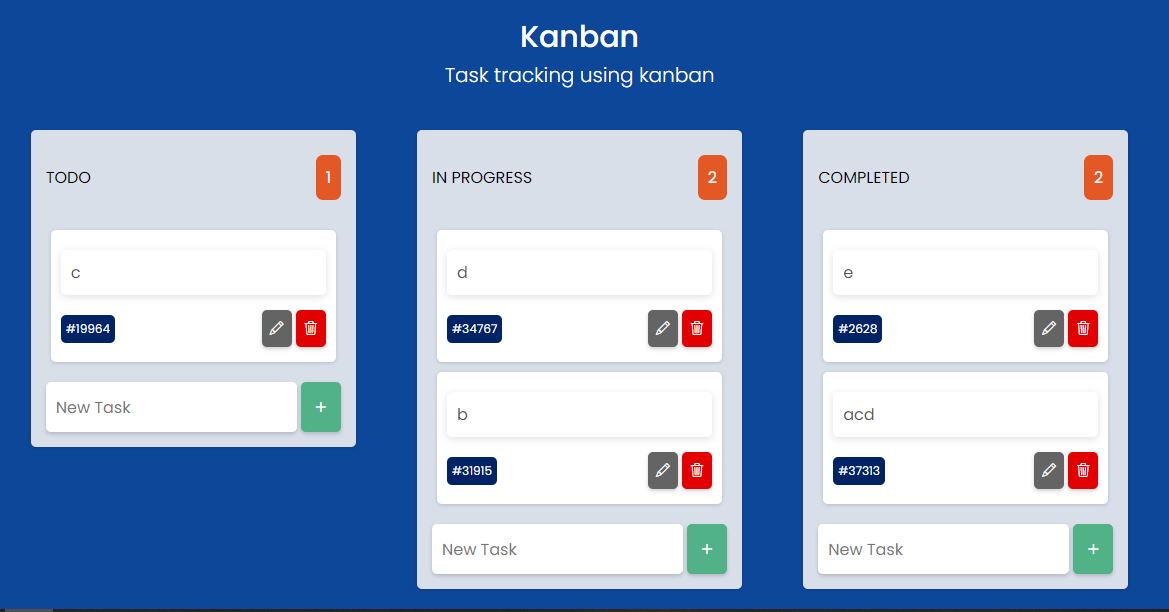 Kanban
Task tracking using kanban
TODO
1
c
#19964
New Task
+
IN PROGRESS
2
d
#34767
b
#31915
New Task
+
COMPLETED
2
e
#2628
acd
#37313
New Task
+